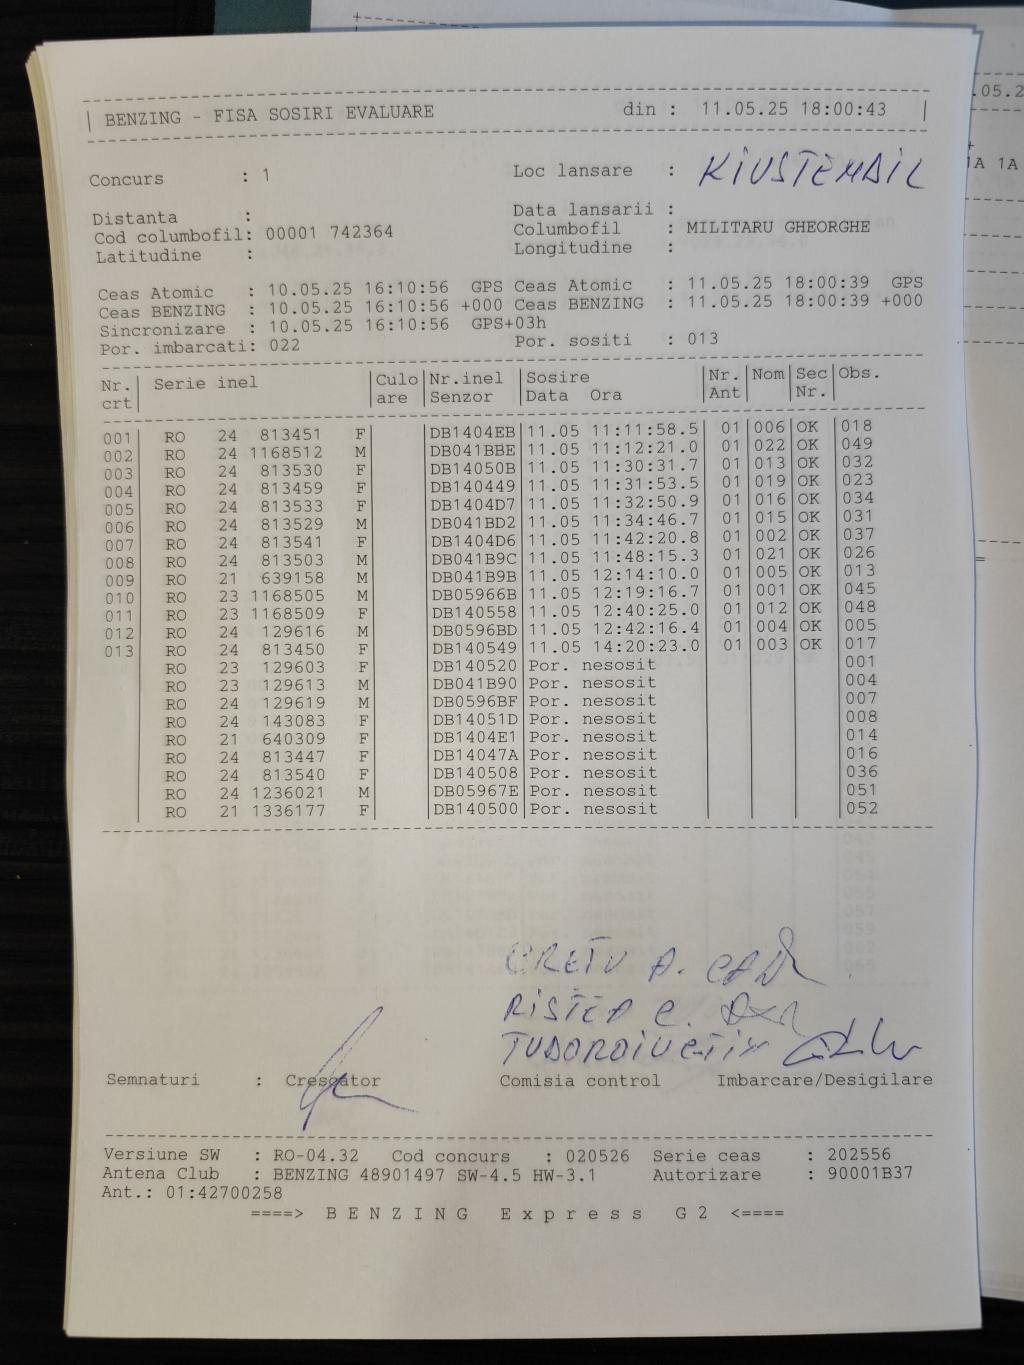 .05.2
BENZING - FISA SOSIRI EVALUARE din : 11.05.25 18:00:43
Concurs : 1 Loc lansare : KIUSTEMDIL
Distanta : Data lansarii :
Cod columbofil: 00001 742364 Columbofil : MILITARU GHEORGHE
Latitudine : Longitudine :
Ceas Atomic : 10.05.25 16:10:56 GPS Ceas Atomic : 11.05.25 18:00:39 GPS
Ceas BENZING : 10.05.25 16:10:56 +000 Ceas BENZING : 11.05.25 18:00:39 +000
Sincronizare : 10.05.25 16:10:56 GPS+03h
Por. imbarcati: 022 Por. sositi : 013
Nr. Serie inel Culo Nr.inel Sosire Nr. Nom Sec Obs.
crt are Senzor Data Ora Ant Nr.
001 RO 24 813451 F DB1404EB 11.05 11:11:58.5 01 006 OK 018
002 RO 24 1168512 M DB041BBE 11.05 11:12:21.0 01 022 OK 049
003 RO 24 813530 F DB14050B 11.05 11:30:31.7 01 013 OK 032
004 RO 24 813459 F DB140449 11.05 11:31:53.5 01 019 OK 023
005 RO 24 813533 F DB1404D7 11.05 11:32:50.9 01 016 OK 034
006 RO 24 813529 M DB041BD2 11.05 11:34:46.7 01 015 OK 031
007 RO 24 813541 F DB1404D6 11.05 11:42:20.8 01 002 OK 037
008 RO 24 813503 M DB041B9C 11.05 11:48:15.3 01 021 OK 026
009 RO 21 639158 M DB041B9B 11.05 12:14:10.0 01 005 OK 013
010 RO 23 1168505 M DB05966B 11.05 12:19:16.7 01 001 OK 045
011 RO 23 1168509 F DB140558 11.05 12:40:25.0 01 012 OK 048
012 RO 24 129616 M DB0596BD 11.05 12:42:16.4 01 004 OK 005
013 RO 24 813450 F DB140549 11.05 14:20:23.0 01 003 OK 017
RO 23 129603 F DB140520 Por. nesosit 001
RO 23 129613 M DB041B90 Por. nesosit 004
RO 24 129619 M DB0596BF Por. nesosit 007
RO 24 143083 F DB14051D Por. nesosit 008
RO 21 640309 F DB1404E1 Por. nesosit 014
RO 24 813447 F DB14047A Por. nesosit 016
RO 24 813540 F DB140508 Por. nesosit 036
RO 24 1236021 M DB05967E Por. nesosit 051
RO 21 1336177 F DB140500 Por. nesosit 052
CRETU A.
RISTEA C.
TUDOROIU
Semnaturi : Crescator Comisia control Imbarcare/Desigilare
Versiune SW : RO-04.32 Cod concurs : 020526 Serie ceas : 202556
Antena Club : BENZING 48901497 SW-4.5 HW-3.1 Autorizare : 90001B37
Ant.: 01:42700258
====> B E N Z I N G E x p r e s s G 2 <====